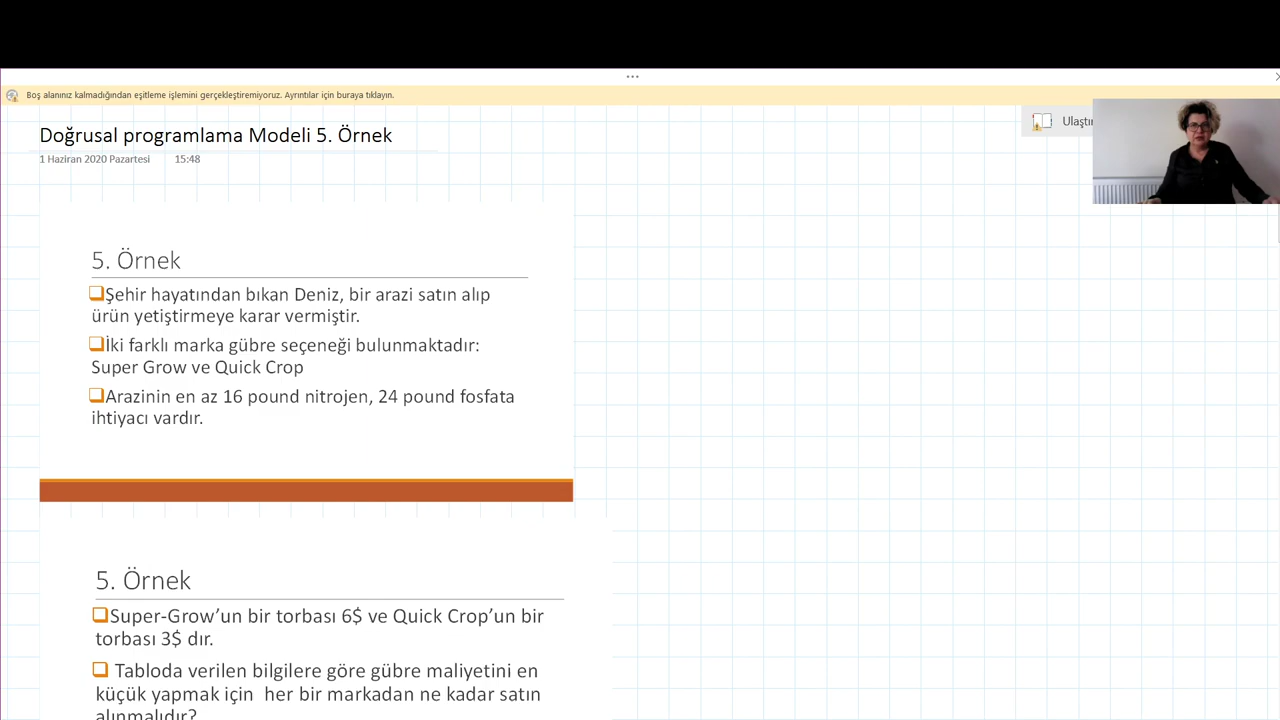 Boş alanınız kalmadığından eşitleme işlemini gerçekleştiremiyoruz. Ayrıntılar için buraya tıklayın.
Doğrusal programlama Modeli 5. Örnek
1 Haziran 2020 Pazartesi 15:48
Ulaştır
5. Örnek
Şehir hayatından bıkan Deniz, bir arazi satın alıp
ürün yetiştirmeye karar vermiştir.
İki farklı marka gübre seçeneği bulunmaktadır:
Super Grow ve Quick Crop
Arazinin en az 16 pound nitrojen, 24 pound fosfata
ihtiyacı vardır.
5. Örnek
Super-Grow’un bir torbası 6$ ve Quick Crop’un bir
torbası 3$ dır.
Tabloda verilen bilgilere göre gübre maliyetini en
küçük yapmak için her bir markadan ne kadar satın
alınmalıdır?